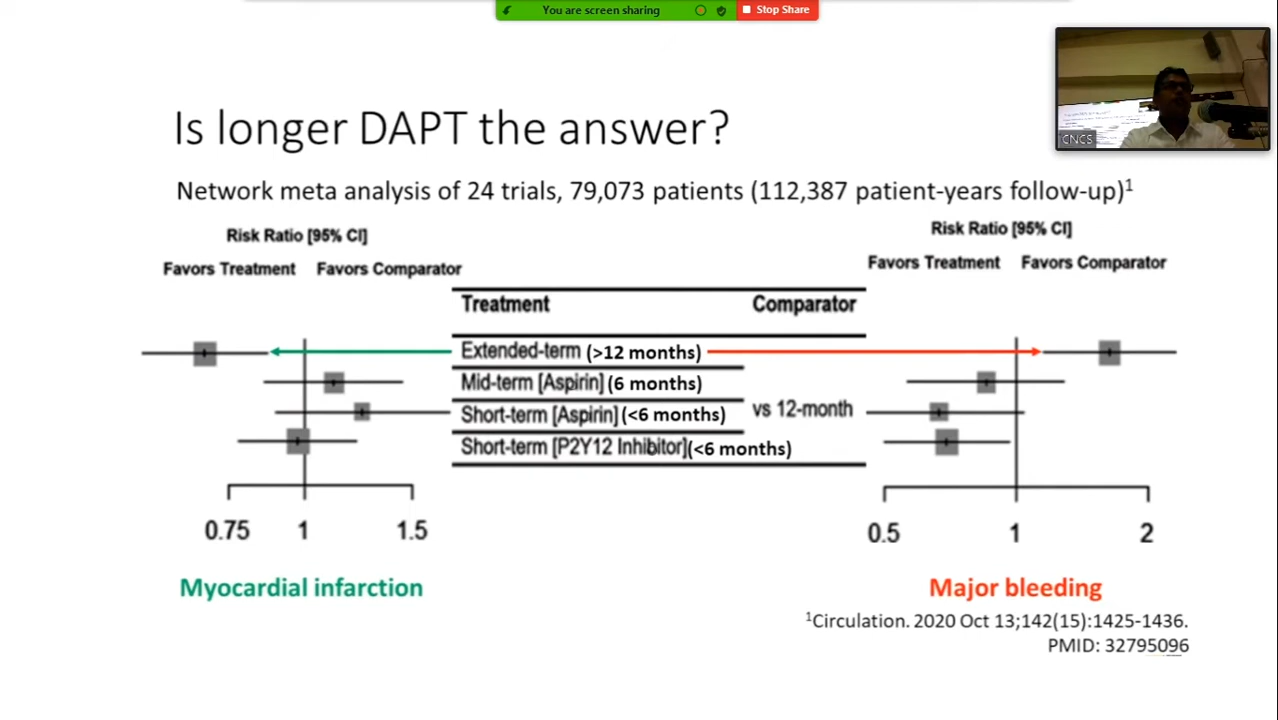 You are screen sharing
Stop Share
CNCS
Is longer DAPT the answer?
Network meta analysis of 24 trials, 79,073 patients (112,387 patient-years follow-up)1
Risk Ratio [95% CI]
Favors Treatment Favors Comparator
Risk Ratio [95% CI]
Favors Treatment Favors Comparator
Treatment Comparator
Extended-term (>12 months)
Mid-term [Aspirin] (6 months)
Short-term [Aspirin] (<6 months)
vs 12-month
Short-term [P2Y12 Inhibitor] (<6 months)
0.75 1 1.5
0.5 1 2
Myocardial infarction
Major bleeding
1Circulation. 2020 Oct 13;142(15):1425-1436.
PMID: 32795096